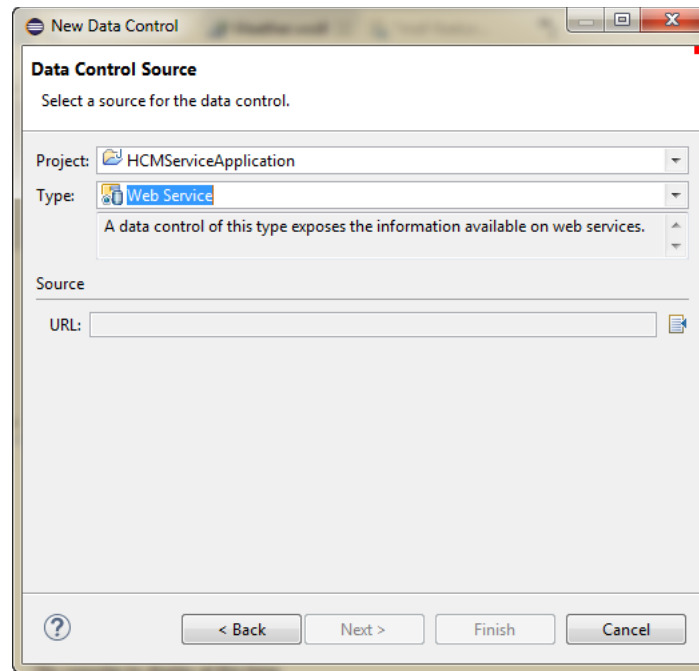 New Data Control
Data Control Source
Select a source for the data control.
Project: HCMServiceApplication
Type: Web Service
A data control of this type exposes the information available on web services.
Source
URL:
? < Back Next > Finish Cancel